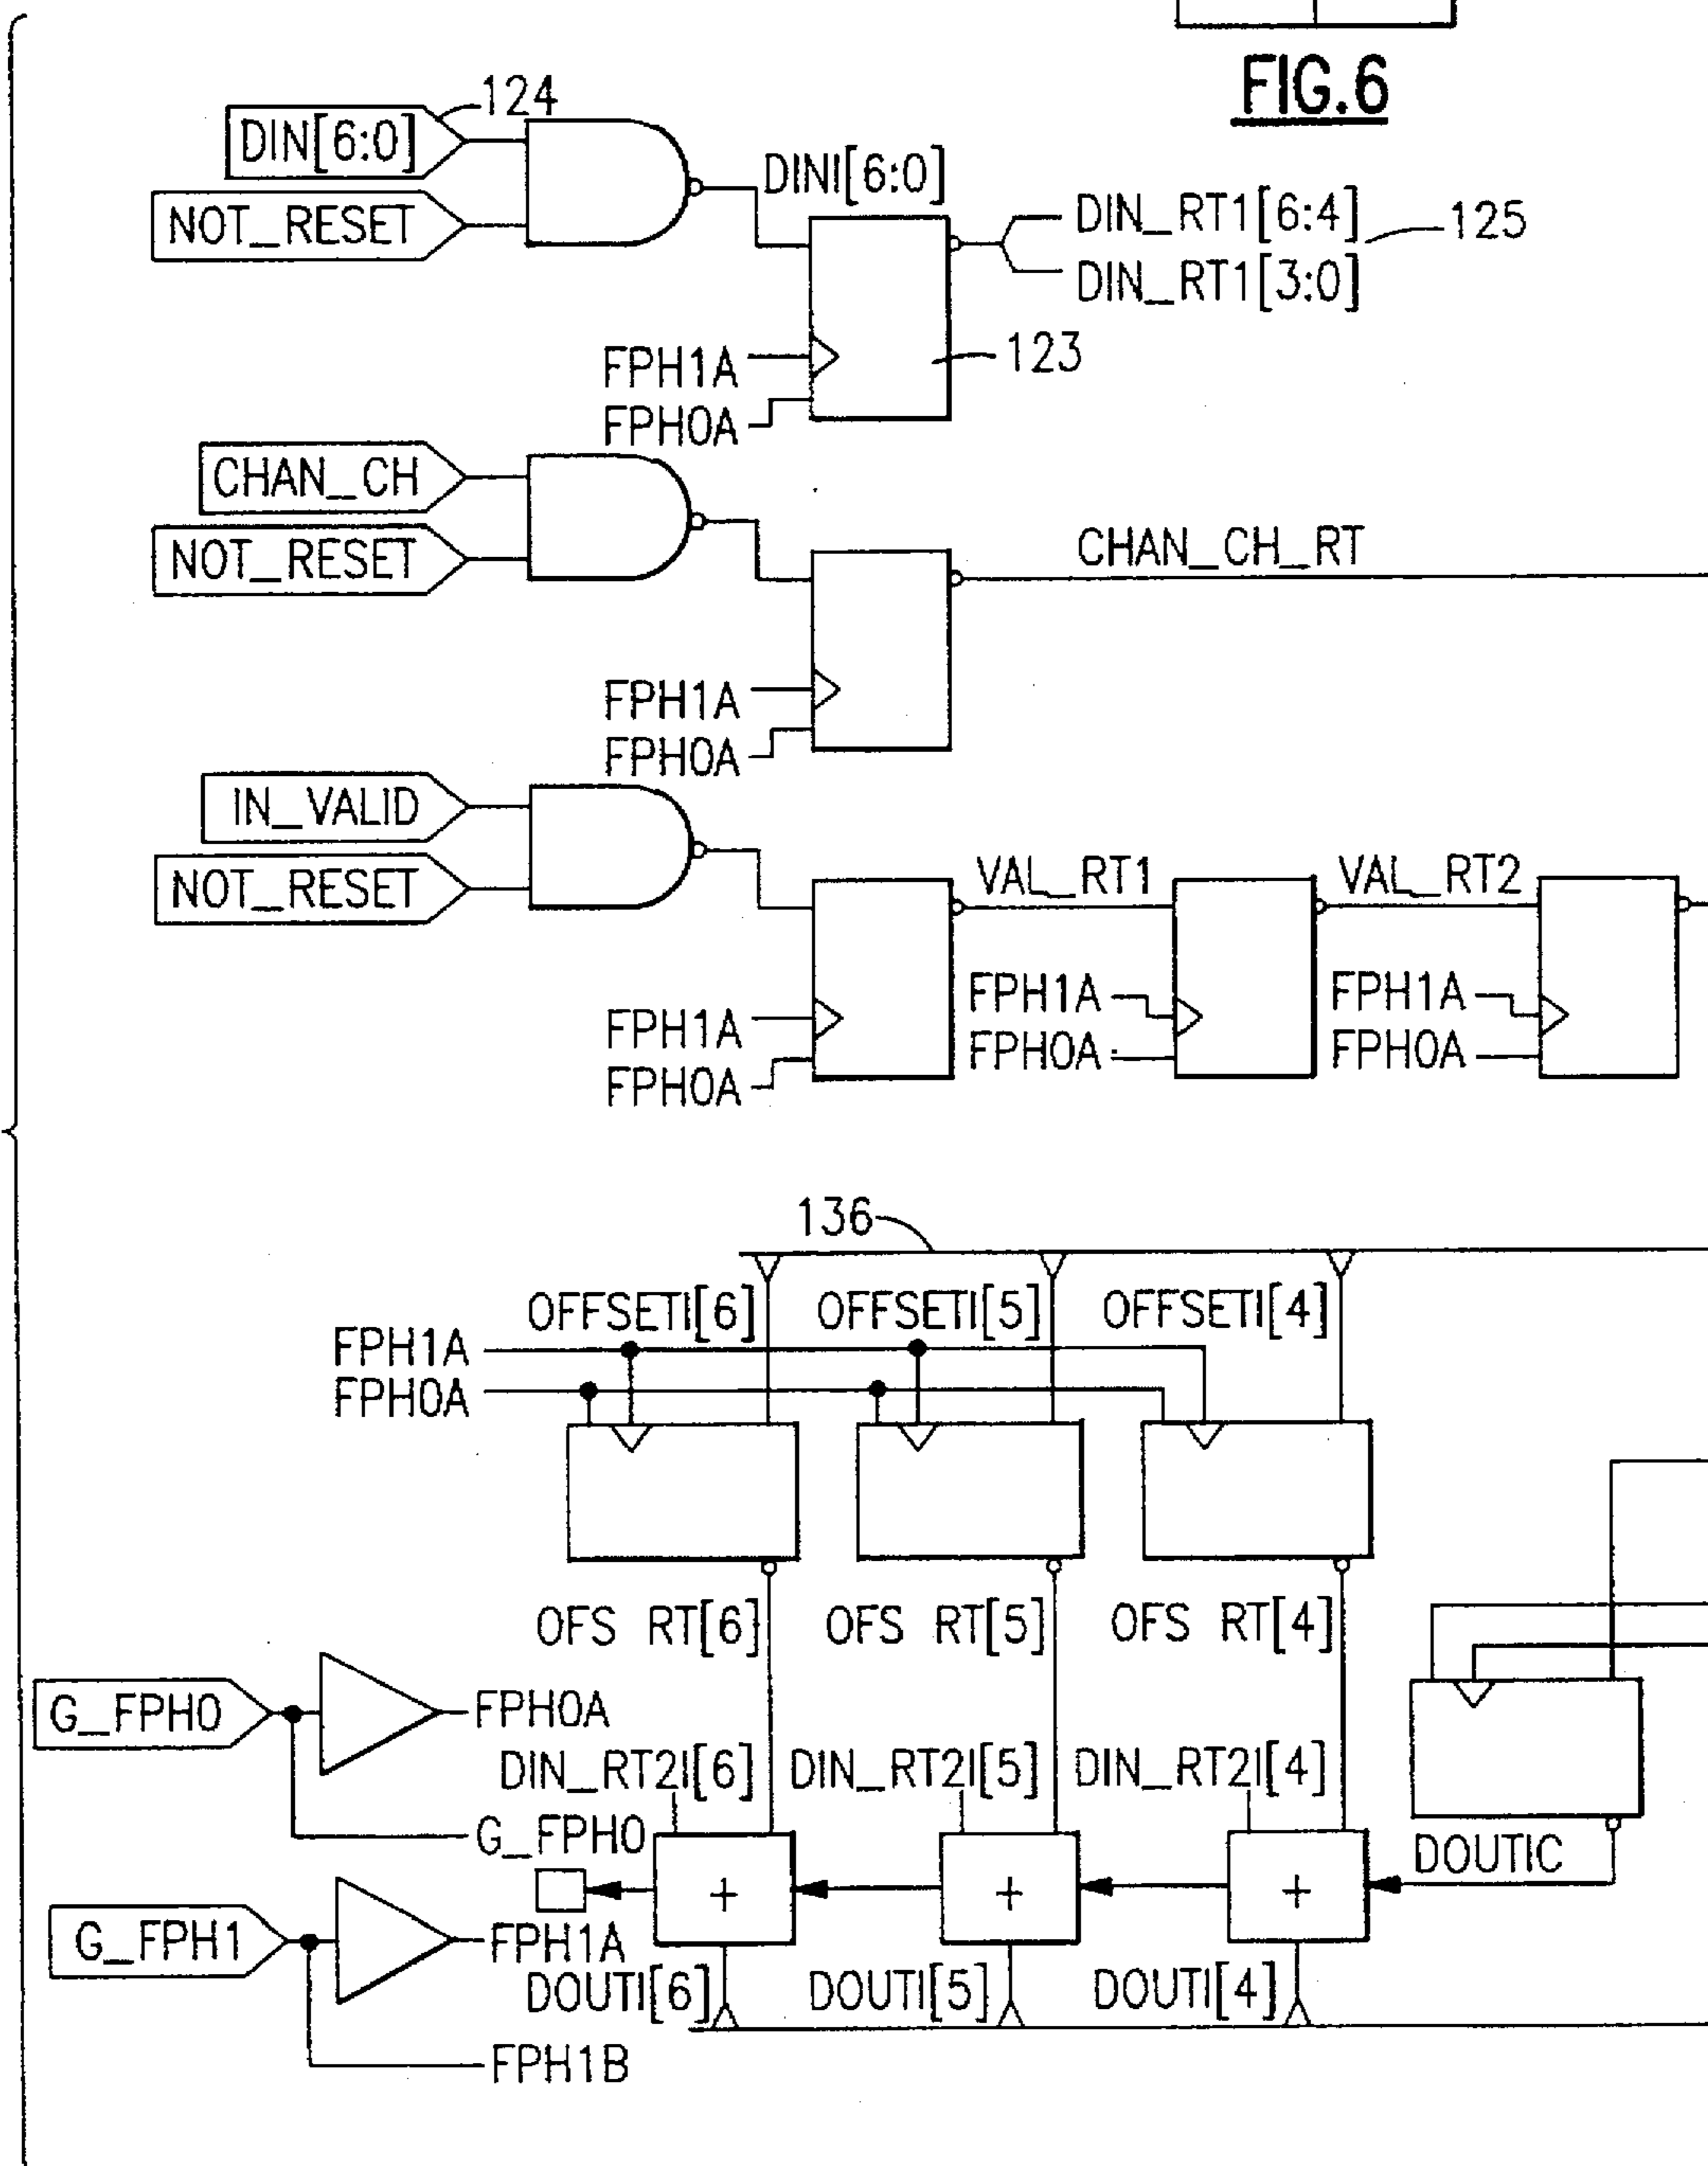 FIG.6
124
DIN[6:0]
NOT_RESET
DINI[6:0]
DIN_RT1[6:4]
125
DIN_RT1[3:0]
123
FPH1A
FPH0A
CHAN_CH
NOT_RESET
CHAN_CH_RT
FPH1A
FPH0A
IN_VALID
NOT_RESET
VAL_RT1
VAL_RT2
FPH1A
FPH1A
FPH1A
FPH0A
FPH0A
FPH0A
136
OFFSETI[6]
OFFSETI[5]
OFFSETI[4]
FPH1A
FPH0A
OFS RT[6]
OFS RT[5]
OFS RT[4]
G_FPH0
FPH0A
DIN_RT2I[6]
DIN_RT2I[5]
DIN_RT2I[4]
G_FPH0
DOUTIC
+
+
+
G_FPH1
FPH1A
DOUTI[6]
DOUTI[5]
DOUTI[4]
FPH1B